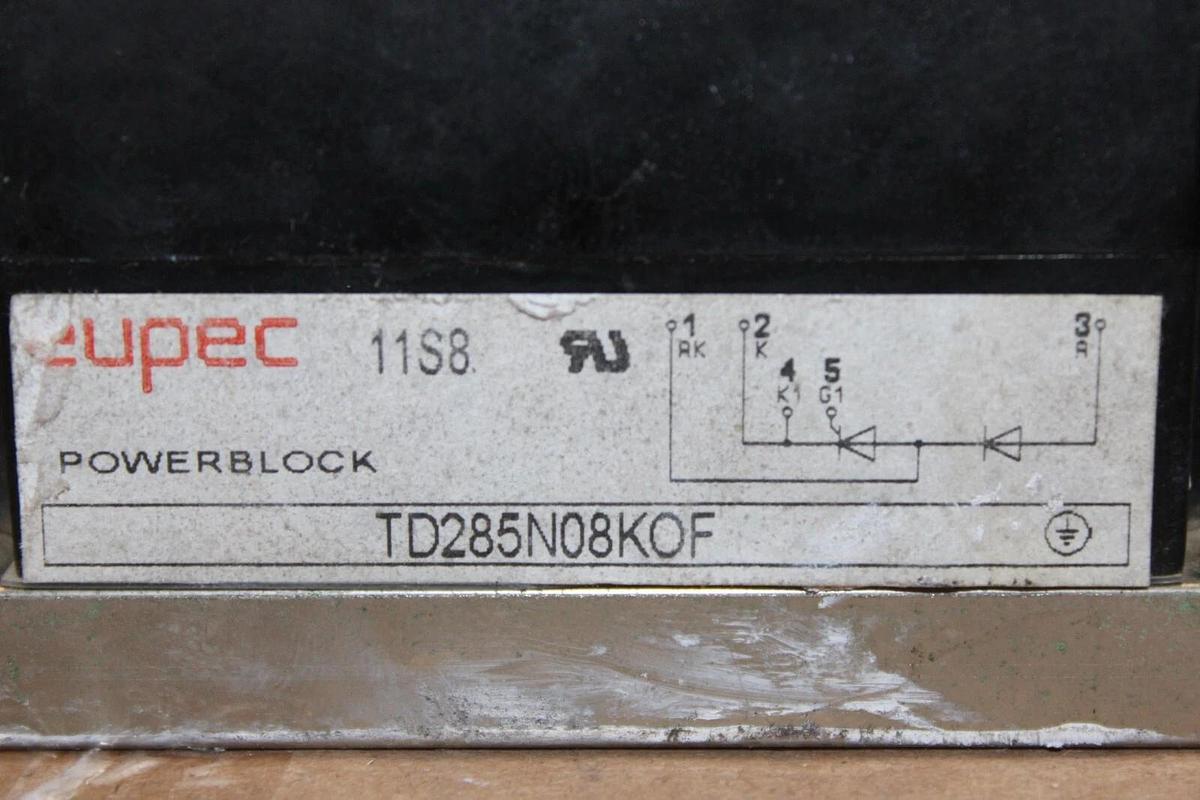 eupec 11S8
1 2 3
AK K A
4 5
K1 G1
POWERBLOCK
TD285N08KOF